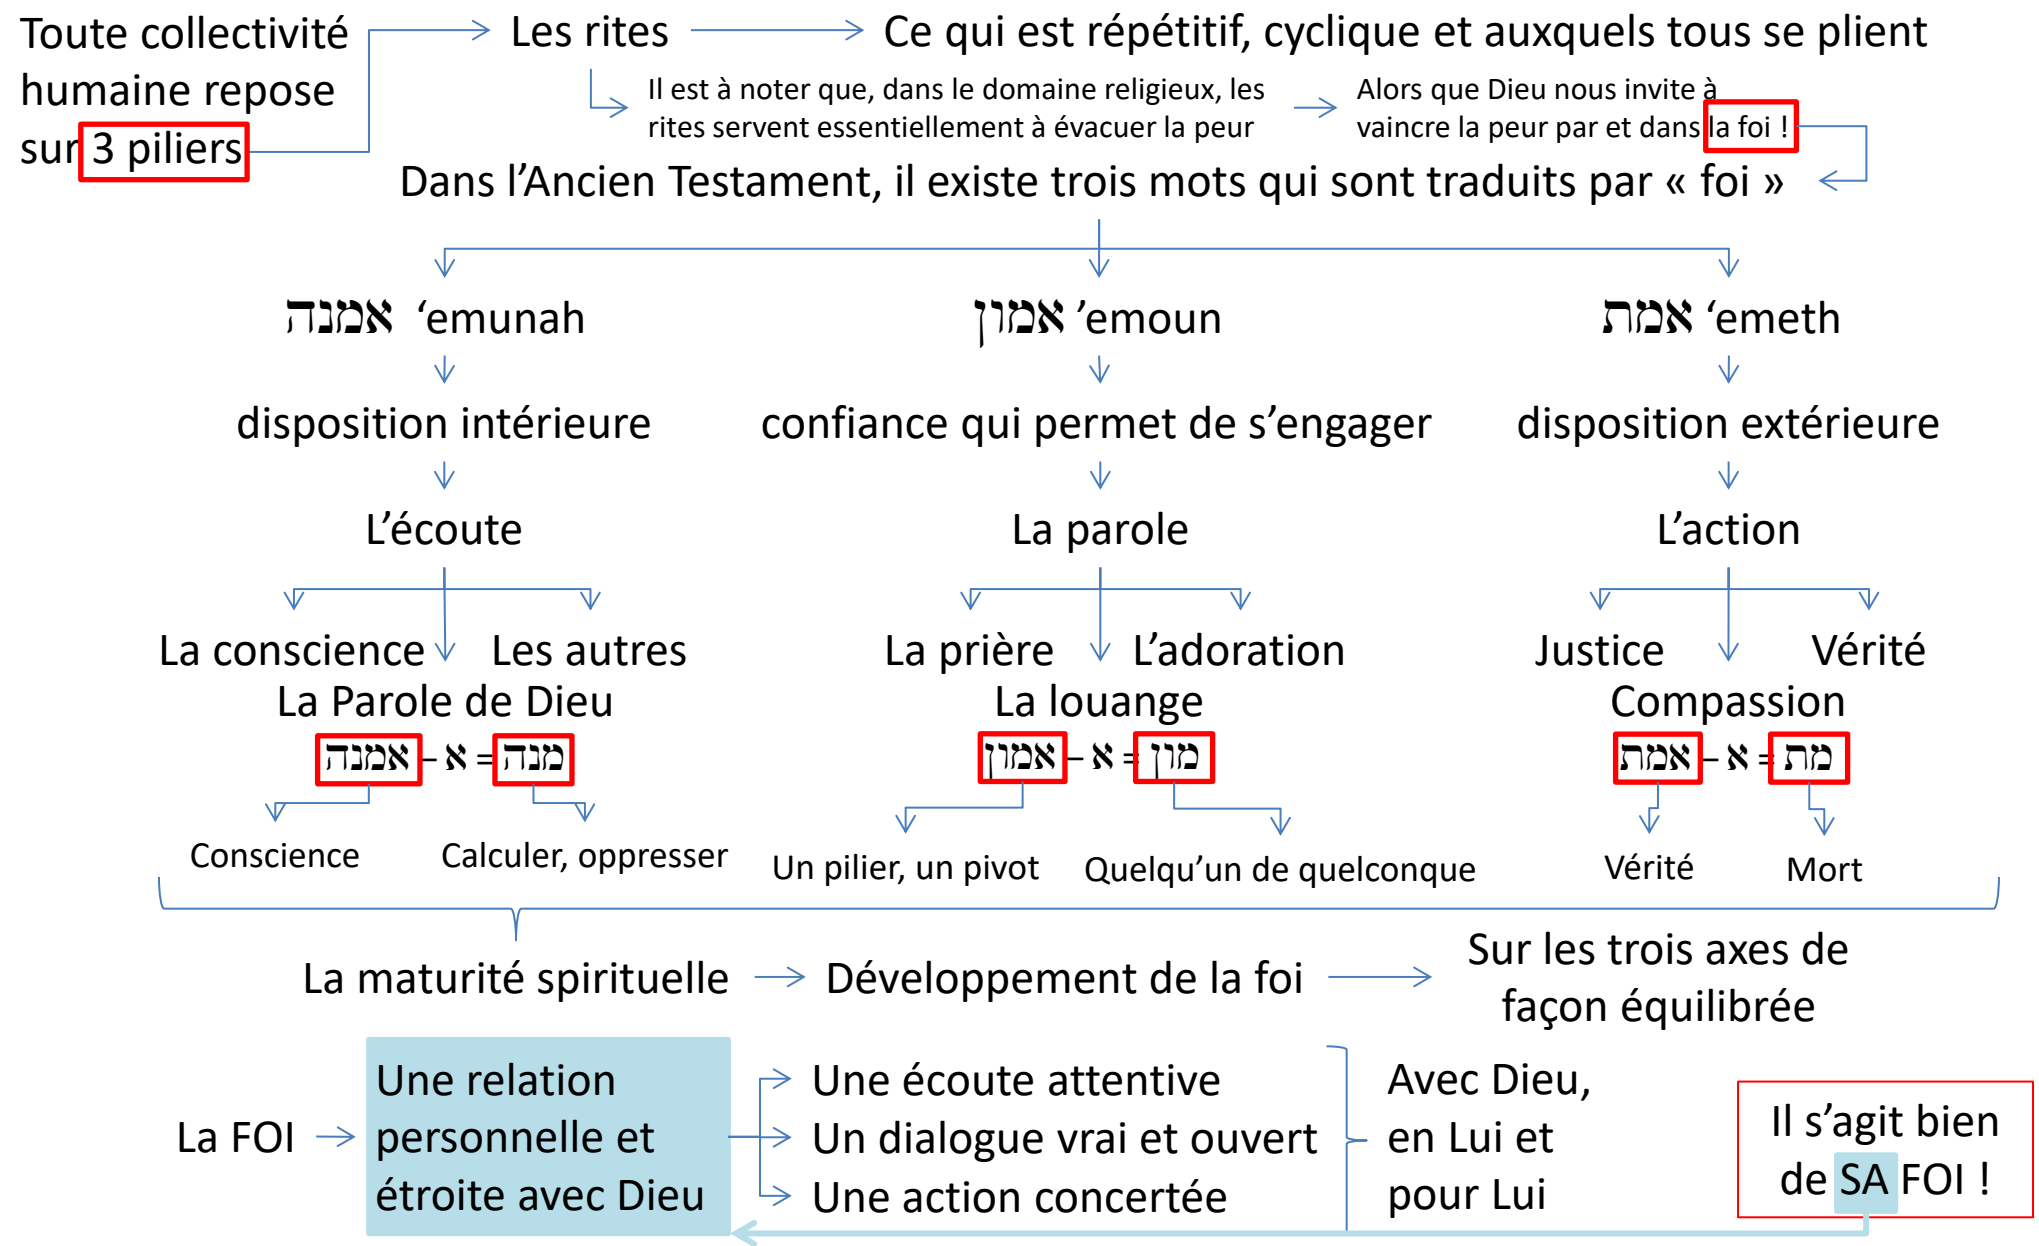 Toute collectivité
humaine repose
sur 3 piliers
Les rites
Ce qui est répétitif, cyclique et auxquels tous se plient
Il est à noter que, dans le domaine religieux, les
rites servent essentiellement à évacuer la peur
Alors que Dieu nous invite à
vaincre la peur par et dans la foi !
Dans l’Ancien Testament, il existe trois mots qui sont traduits par « foi »
אמנה ‘emunah
אמון ’emoun
אמת ‘emeth
disposition intérieure
confiance qui permet de s’engager
disposition extérieure
L’écoute
La parole
L’action
La conscience
Les autres
La Parole de Dieu
La prière
L’adoration
La louange
Justice
Vérité
Compassion
אמנה – א = מנה
אמון – א = מון
אמת – א = מת
Conscience
Calculer, oppresser
Un pilier, un pivot
Quelqu’un de quelconque
Vérité
Mort
La maturité spirituelle
Développement de la foi
Sur les trois axes de
façon équilibrée
La FOI
Une relation
personnelle et
étroite avec Dieu
Une écoute attentive
Un dialogue vrai et ouvert
Une action concertée
Avec Dieu,
en Lui et
pour Lui
Il s’agit bien
de SA FOI !